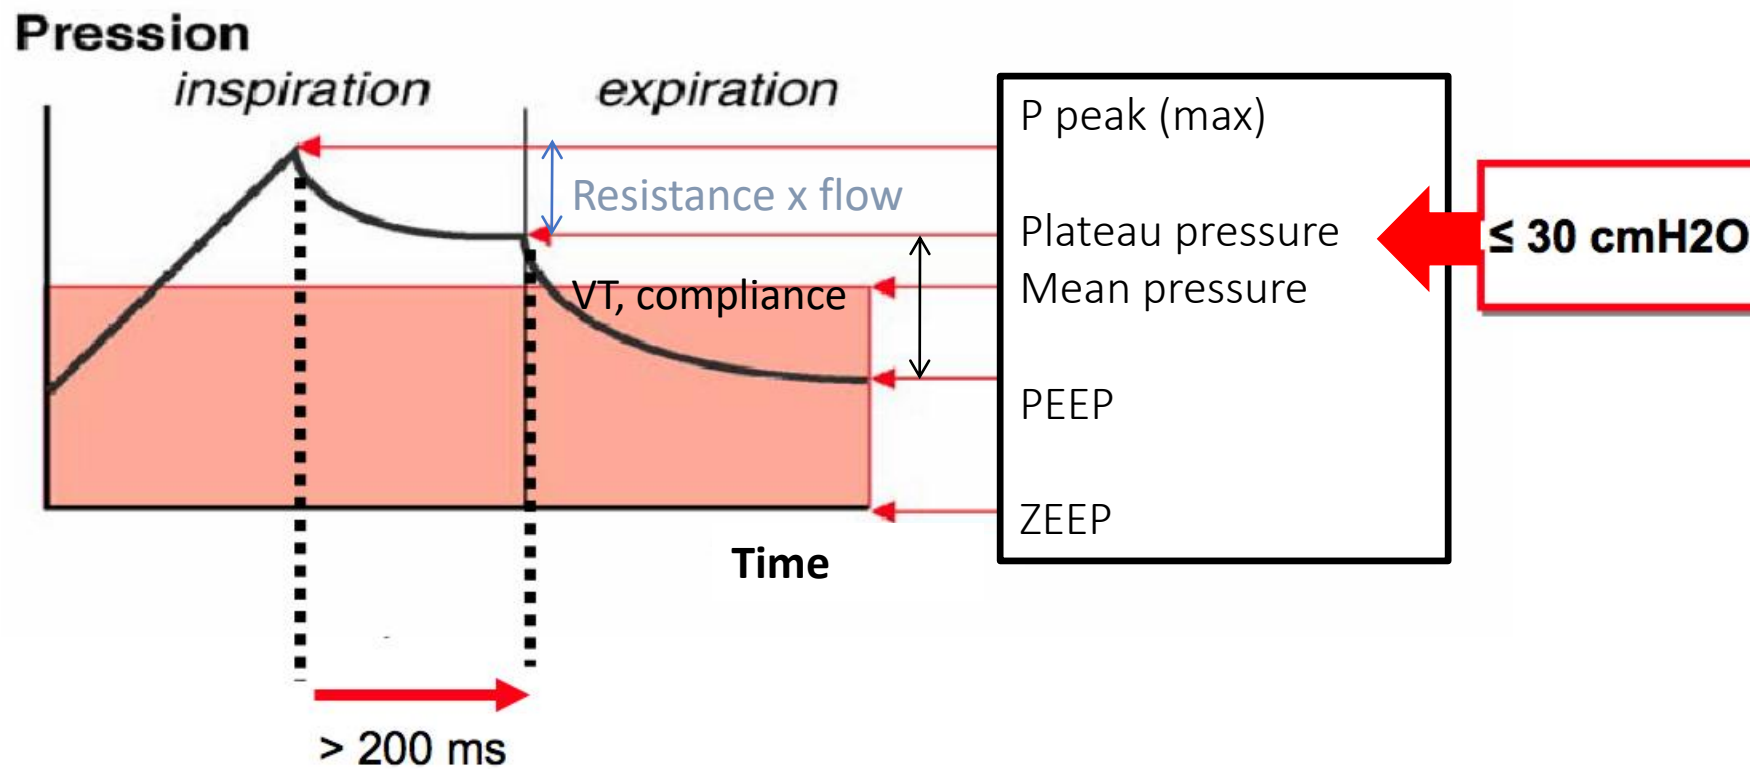 Pression
inspiration
expiration
P peak (max)
Resistance x flow
Plateau pressure
≤ 30 cmH2O
Mean pressure
VT, compliance
PEEP
ZEEP
Time
> 200 ms